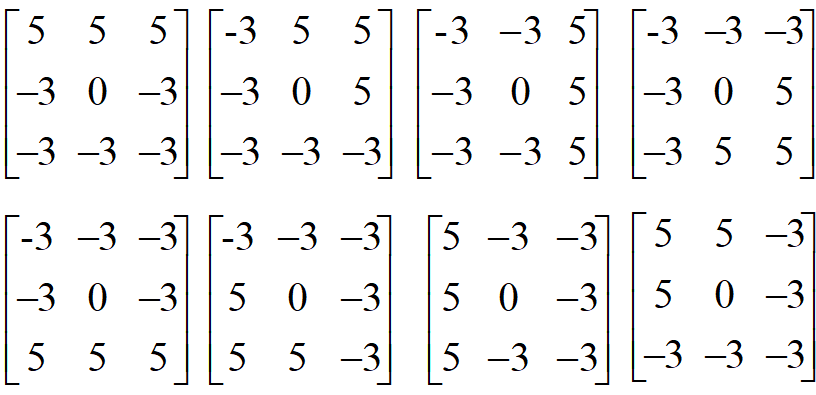 5 5 5 -3 5 5 -3 −3 5 -3 −3 −3
−3 0 −3 −3 0 5 −3 0 5 −3 0 5
−3 −3 −3 −3 −3 −3 −3 −3 5 −3 5 5
-3 −3 −3 -3 −3 −3 5 −3 −3 5 5 −3
−3 0 −3 5 0 −3 5 0 −3 5 0 −3
5 5 5 5 5 −3 5 −3 −3 −3 −3 −3